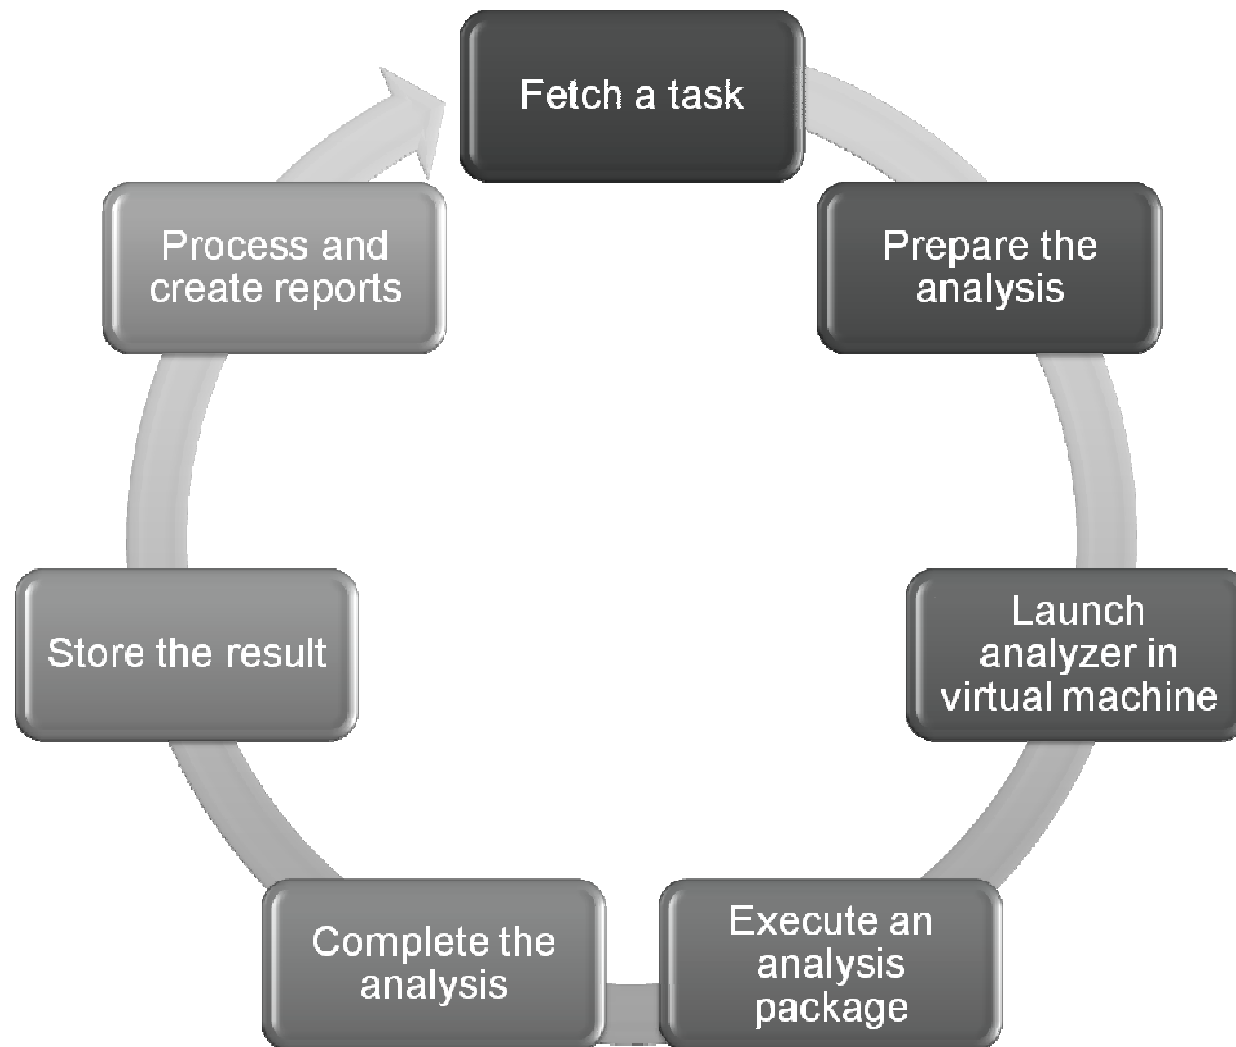 Fetch a task
Prepare the
analysis
Launch
analyzer in
virtual machine
Execute an
analysis
package
Complete the
analysis
Store the result
Process and
create reports